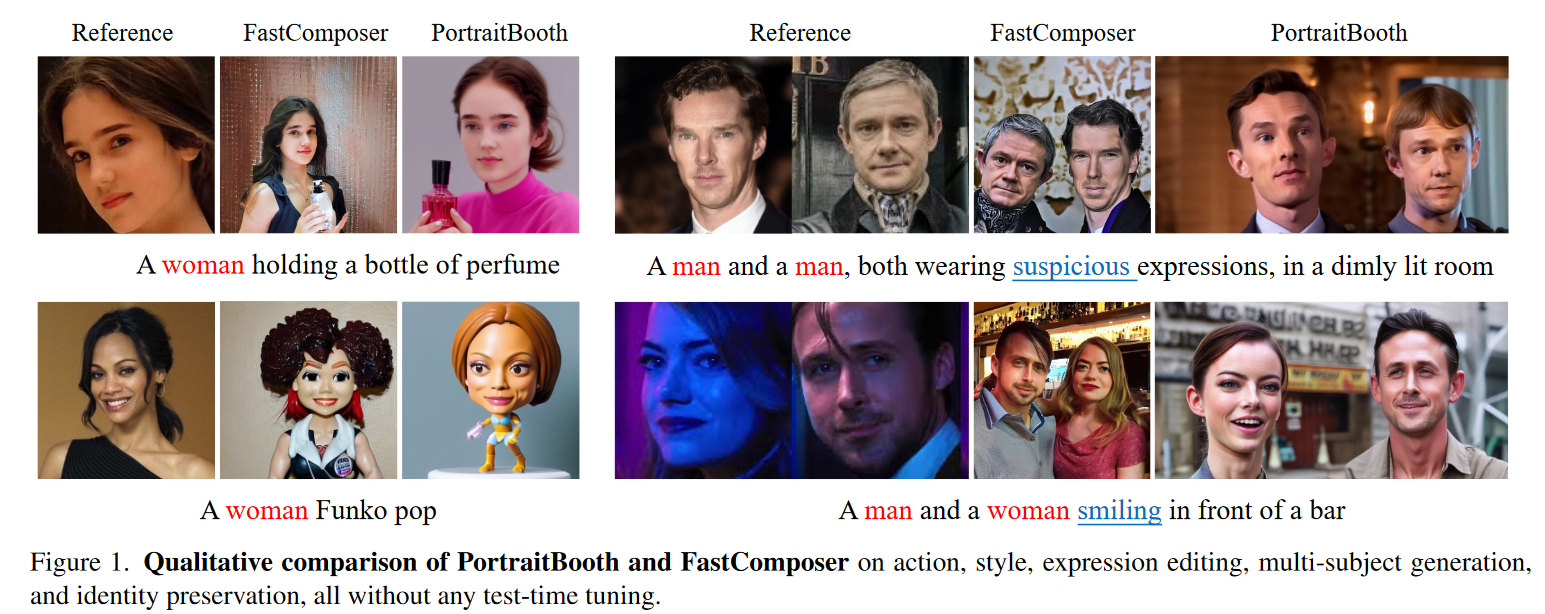 Reference FastComposer PortraitBooth Reference FastComposer PortraitBooth
A woman holding a bottle of perfume
A man and a man, both wearing suspicious expressions, in a dimly lit room
A woman Funko pop
A man and a woman smiling in front of a bar
Figure 1. Qualitative comparison of PortraitBooth and FastComposer on action, style, expression editing, multi-subject generation,
and identity preservation, all without any test-time tuning.